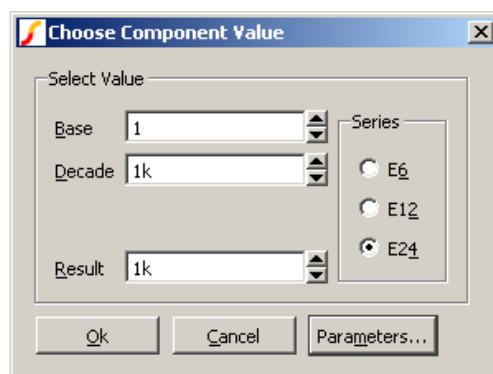 Choose Component Value
Select Value
Base 1
Decade 1k
Result 1k
Series
E6
E12
E24
Ok Cancel Parameters...